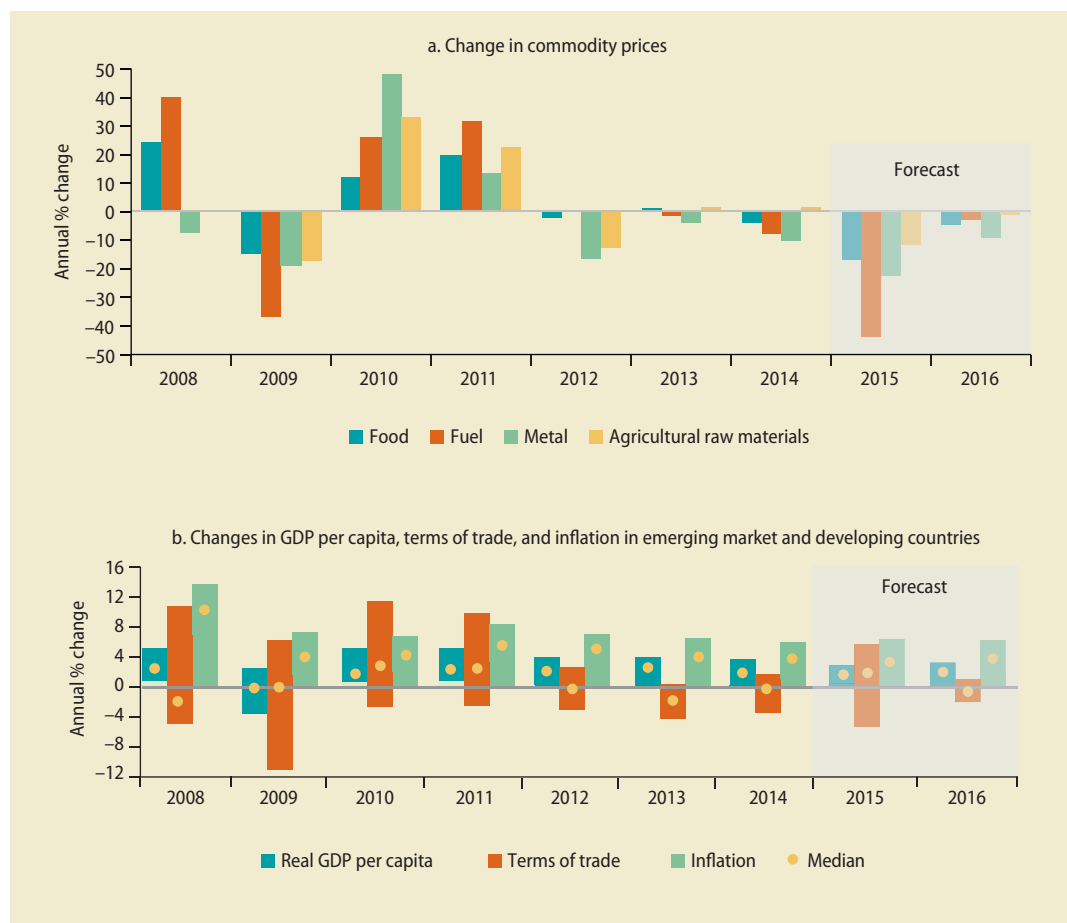 a. Change in commodity prices
Annual % change
50
40
30
20
10
0
−10
−20
−30
−40
−50
Forecast
2008 2009 2010 2011 2012 2013 2014 2015 2016
Food Fuel Metal Agricultural raw materials
b. Changes in GDP per capita, terms of trade, and inflation in emerging market and developing countries
Annual % change
16
12
8
4
0
−4
−8
−12
Forecast
2008 2009 2010 2011 2012 2013 2014 2015 2016
Real GDP per capita Terms of trade Inflation Median